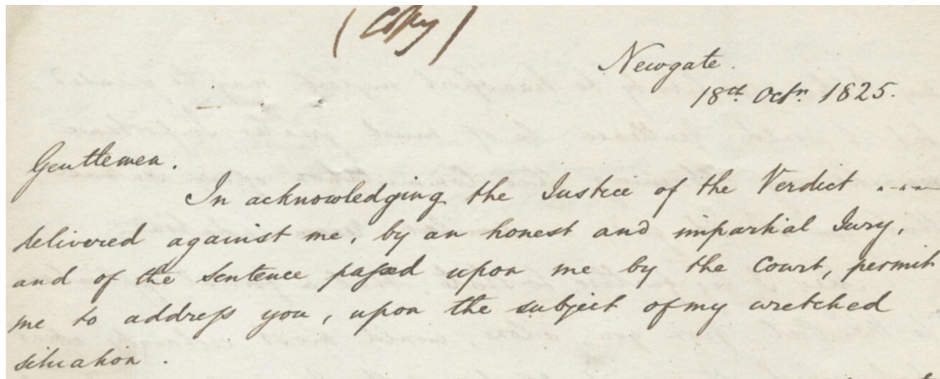 (Copy)
Newgate.
18th Octr. 1825.
Gentlemen.
In acknowledging the Justice of the Verdict
delivered against me, by an honest and impartial Jury,
and of the Sentence paſsed upon me by the Court, permit
me to addreſs you, upon the subject of my wretched
situation.